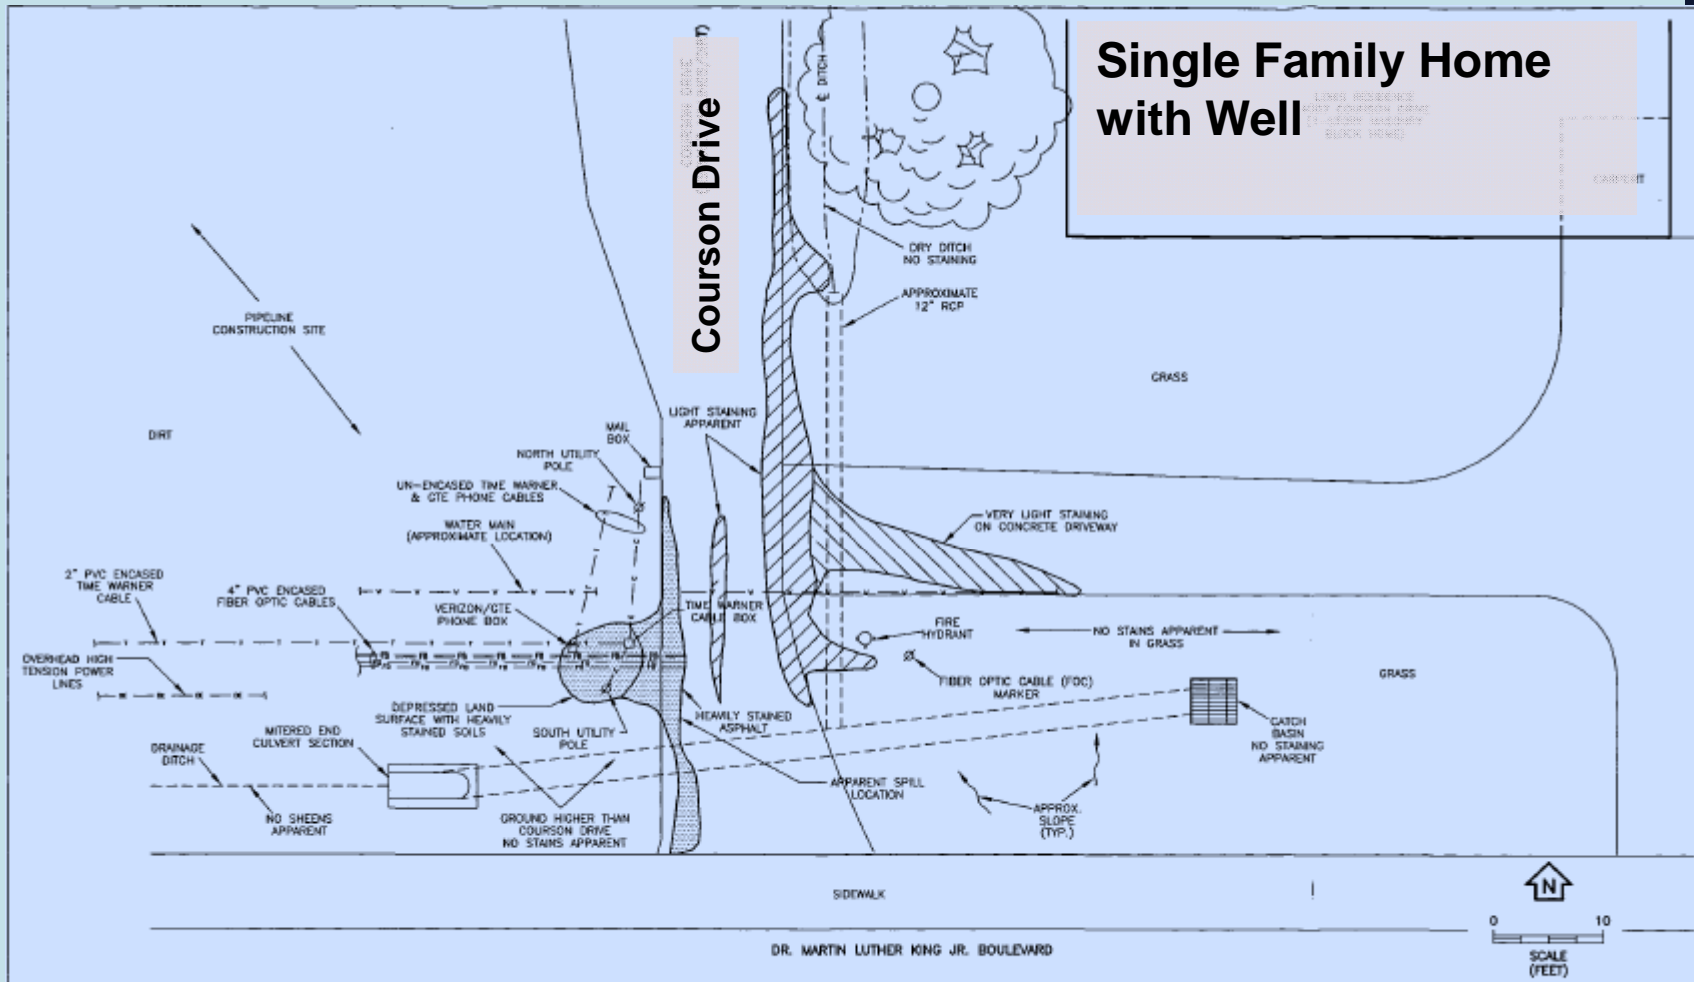 Single Family Home
with Well
Courson Drive
℄ DITCH
CARPORT
DRY DITCH
NO STAINING
APPROXIMATE
12" RCP
PIPELINE
CONSTRUCTION SITE
GRASS
DIRT
LIGHT STAINING
APPARENT
MAIL
BOX
NORTH UTILITY
POLE
UN-ENCASED TIME WARNER
& GTE PHONE CABLES
WATER MAIN
(APPROXIMATE LOCATION)
VERY LIGHT STAINING
ON CONCRETE DRIVEWAY
2" PVC ENCASED
TIME WARNER
CABLE
4" PVC ENCASED
FIBER OPTIC CABLES
VERIZON/GTE
PHONE BOX
TIME WARNER
CABLE BOX
FIRE
HYDRANT
NO STAINS APPARENT
IN GRASS
OVERHEAD HIGH
TENSION POWER
LINES
FIBER OPTIC CABLE (FOC)
MARKER
GRASS
DEPRESSED LAND
SURFACE WITH HEAVILY
STAINED SOILS
HEAVILY STAINED
ASPHALT
SOUTH UTILITY
POLE
MITERED END
CULVERT SECTION
DRAINAGE
DITCH
CATCH
BASIN
NO STAINING
APPARENT
APPARENT SPILL
LOCATION
APPROX.
SLOPE
(TYP.)
NO SHEENS
APPARENT
GROUND HIGHER THAN
COURSON DRIVE
NO STAINS APPARENT
SIDEWALK
N
0 10
SCALE
(FEET)
DR. MARTIN LUTHER KING JR. BOULEVARD